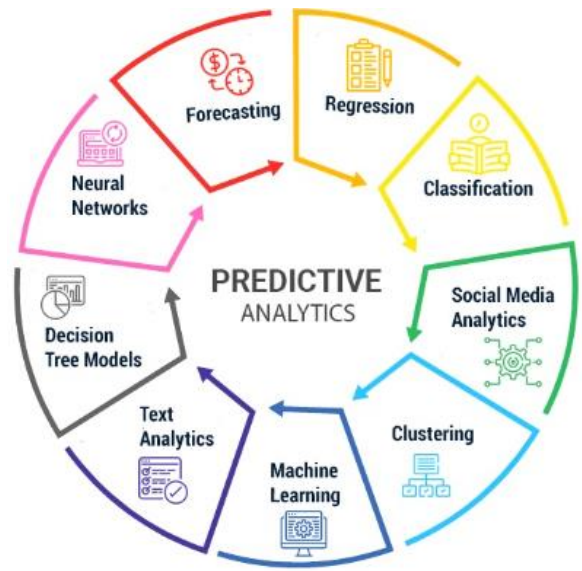 PREDICTIVE
ANALYTICS
Forecasting
Regression
Classification
Social Media
Analytics
Clustering
Machine
Learning
Text
Analytics
Decision
Tree Models
Neural
Networks
$